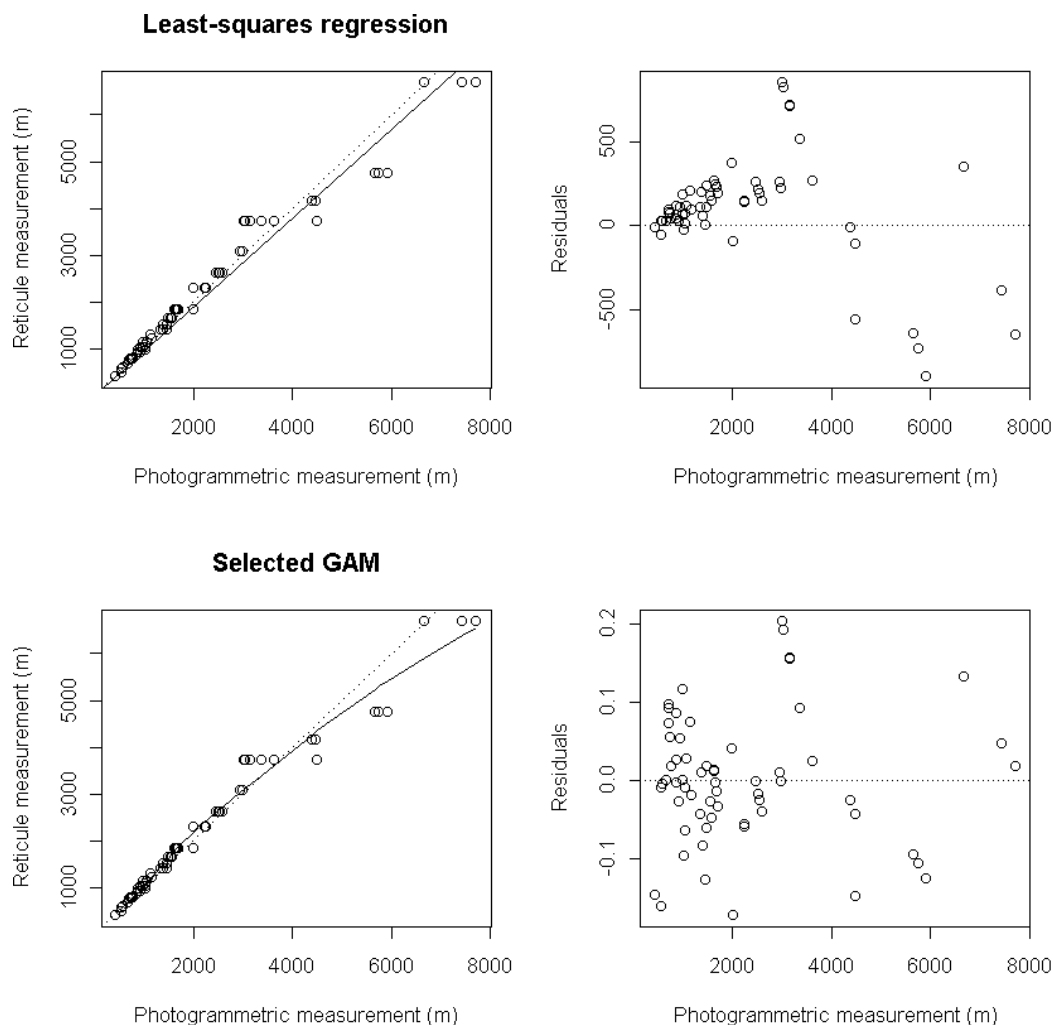 Least-squares regression
Reticule measurement (m)
1000 3000 5000
2000 4000 6000 8000
Photogrammetric measurement (m)
Residuals
-500 0 500
2000 4000 6000 8000
Photogrammetric measurement (m)
Selected GAM
Reticule measurement (m)
1000 3000 5000
2000 4000 6000 8000
Photogrammetric measurement (m)
Residuals
-0.1 0.0 0.1 0.2
2000 4000 6000 8000
Photogrammetric measurement (m)